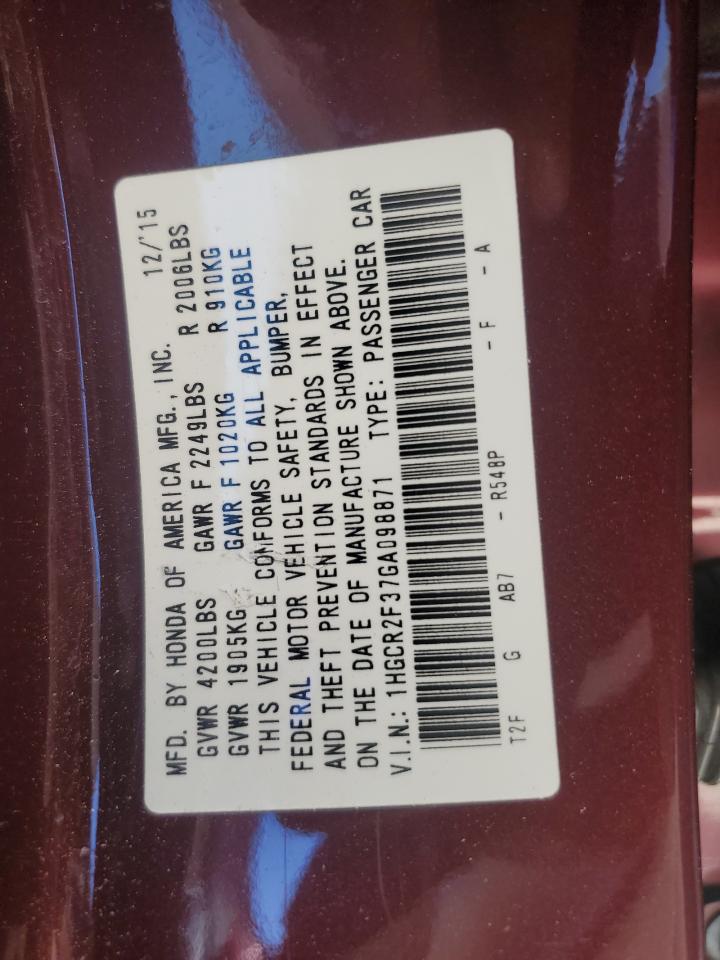 MFD. BY HONDA OF AMERICA MFG., INC. 12/'15
GVWR 4200LBS GAWR F 2249LBS R 2006LBS
GVWR 1905KG GAWR F 1020KG R 910KG
THIS VEHICLE CONFORMS TO ALL APPLICABLE
FEDERAL MOTOR VEHICLE SAFETY, BUMPER,
AND THEFT PREVENTION STANDARDS IN EFFECT
ON THE DATE OF MANUFACTURE SHOWN ABOVE.
V.I.N.: 1HGCR2F37GA098871 TYPE: PASSENGER CAR
T2F G AB7 - R548P - F - A